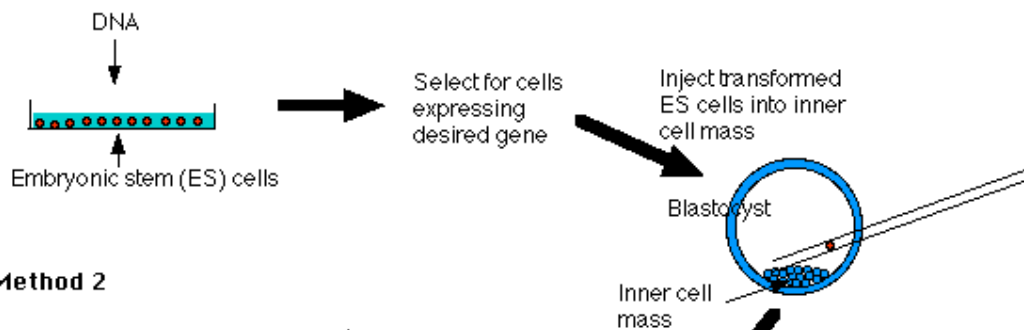 DNA
Embryonic stem (ES) cells
Select for cells
expressing
desired gene
Inject transformed
ES cells into inner
cell mass
Blastocyst
Inner cell
mass
Method 2